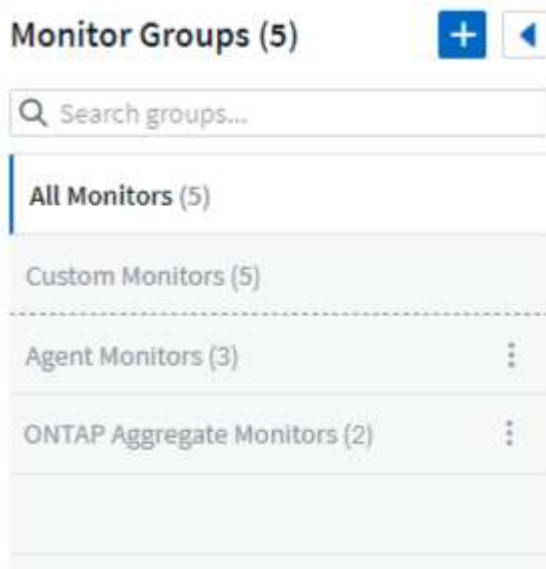 Monitor Groups (5)
Search groups...
All Monitors (5)
Custom Monitors (5)
Agent Monitors (3)
ONTAP Aggregate Monitors (2)